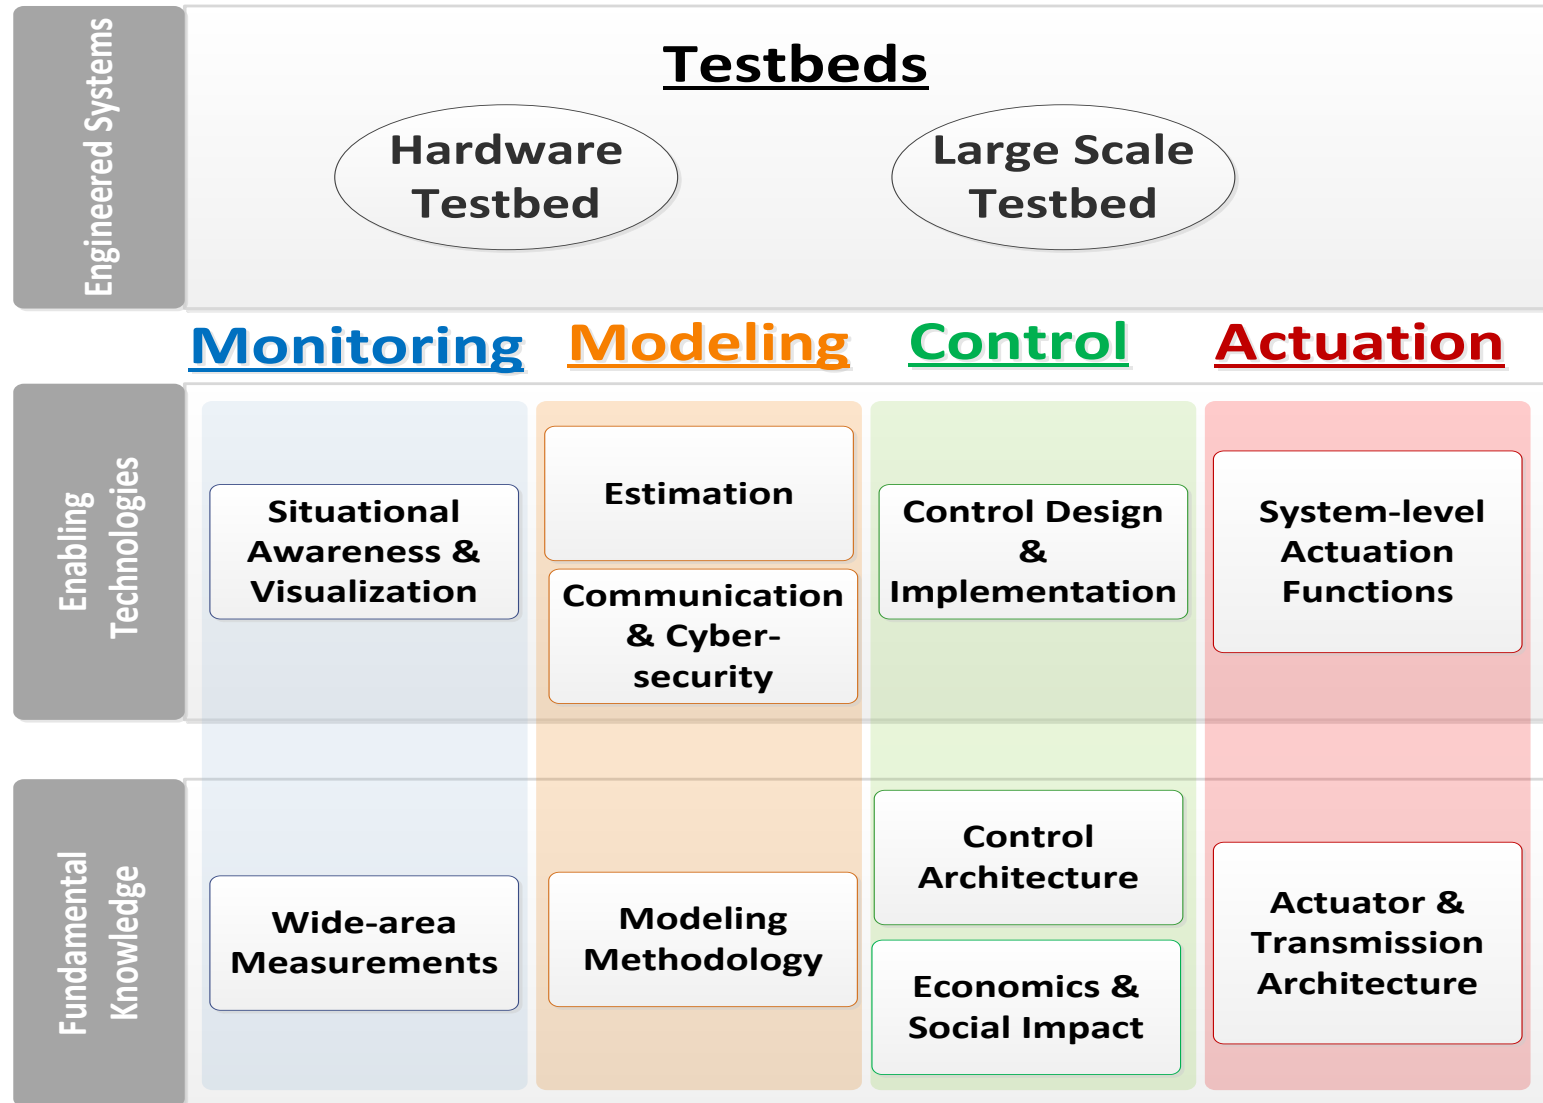 Engineered Systems
Testbeds
Hardware
Testbed
Large Scale
Testbed
Monitoring
Modeling
Control
Actuation
Enabling
Technologies
Situational
Awareness &
Visualization
Estimation
Communication
& Cyber-
security
Control Design
&
Implementation
System-level
Actuation
Functions
Fundamental
Knowledge
Wide-area
Measurements
Modeling
Methodology
Control
Architecture
Economics &
Social Impact
Actuator &
Transmission
Architecture